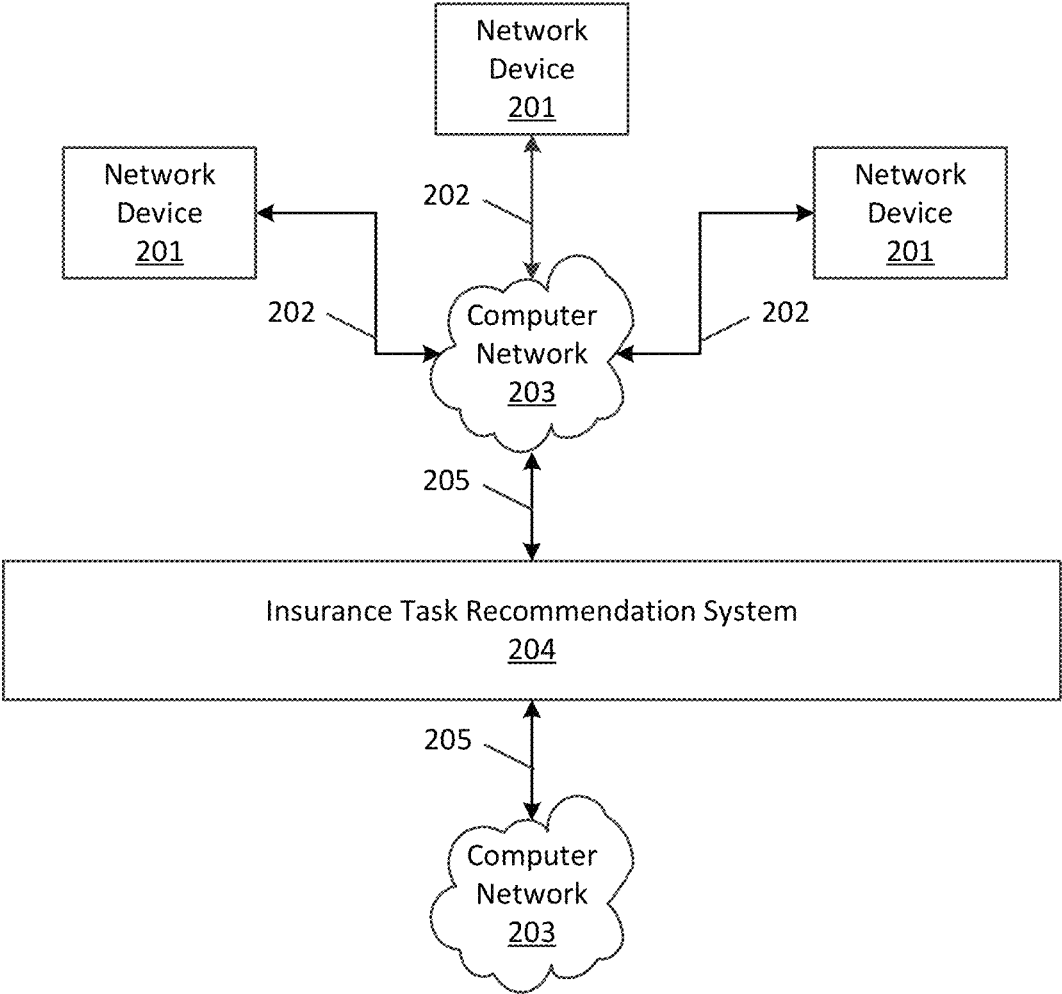 Network
Device
201
Network
Device
201
202
Network
Device
201
202
Computer
Network
203
202
205
Insurance Task Recommendation System
204
205
Computer
Network
203